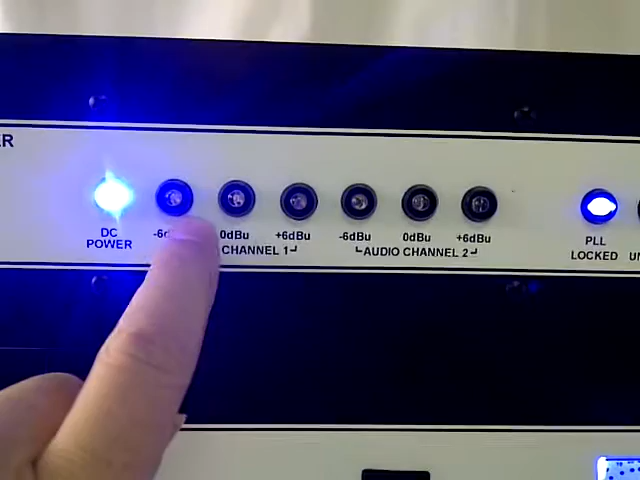 DC
POWER
0dBu
+6dBu
CHANNEL 1
-6dBu
0dBu
+6dBu
AUDIO CHANNEL 2
PLL
LOCKED